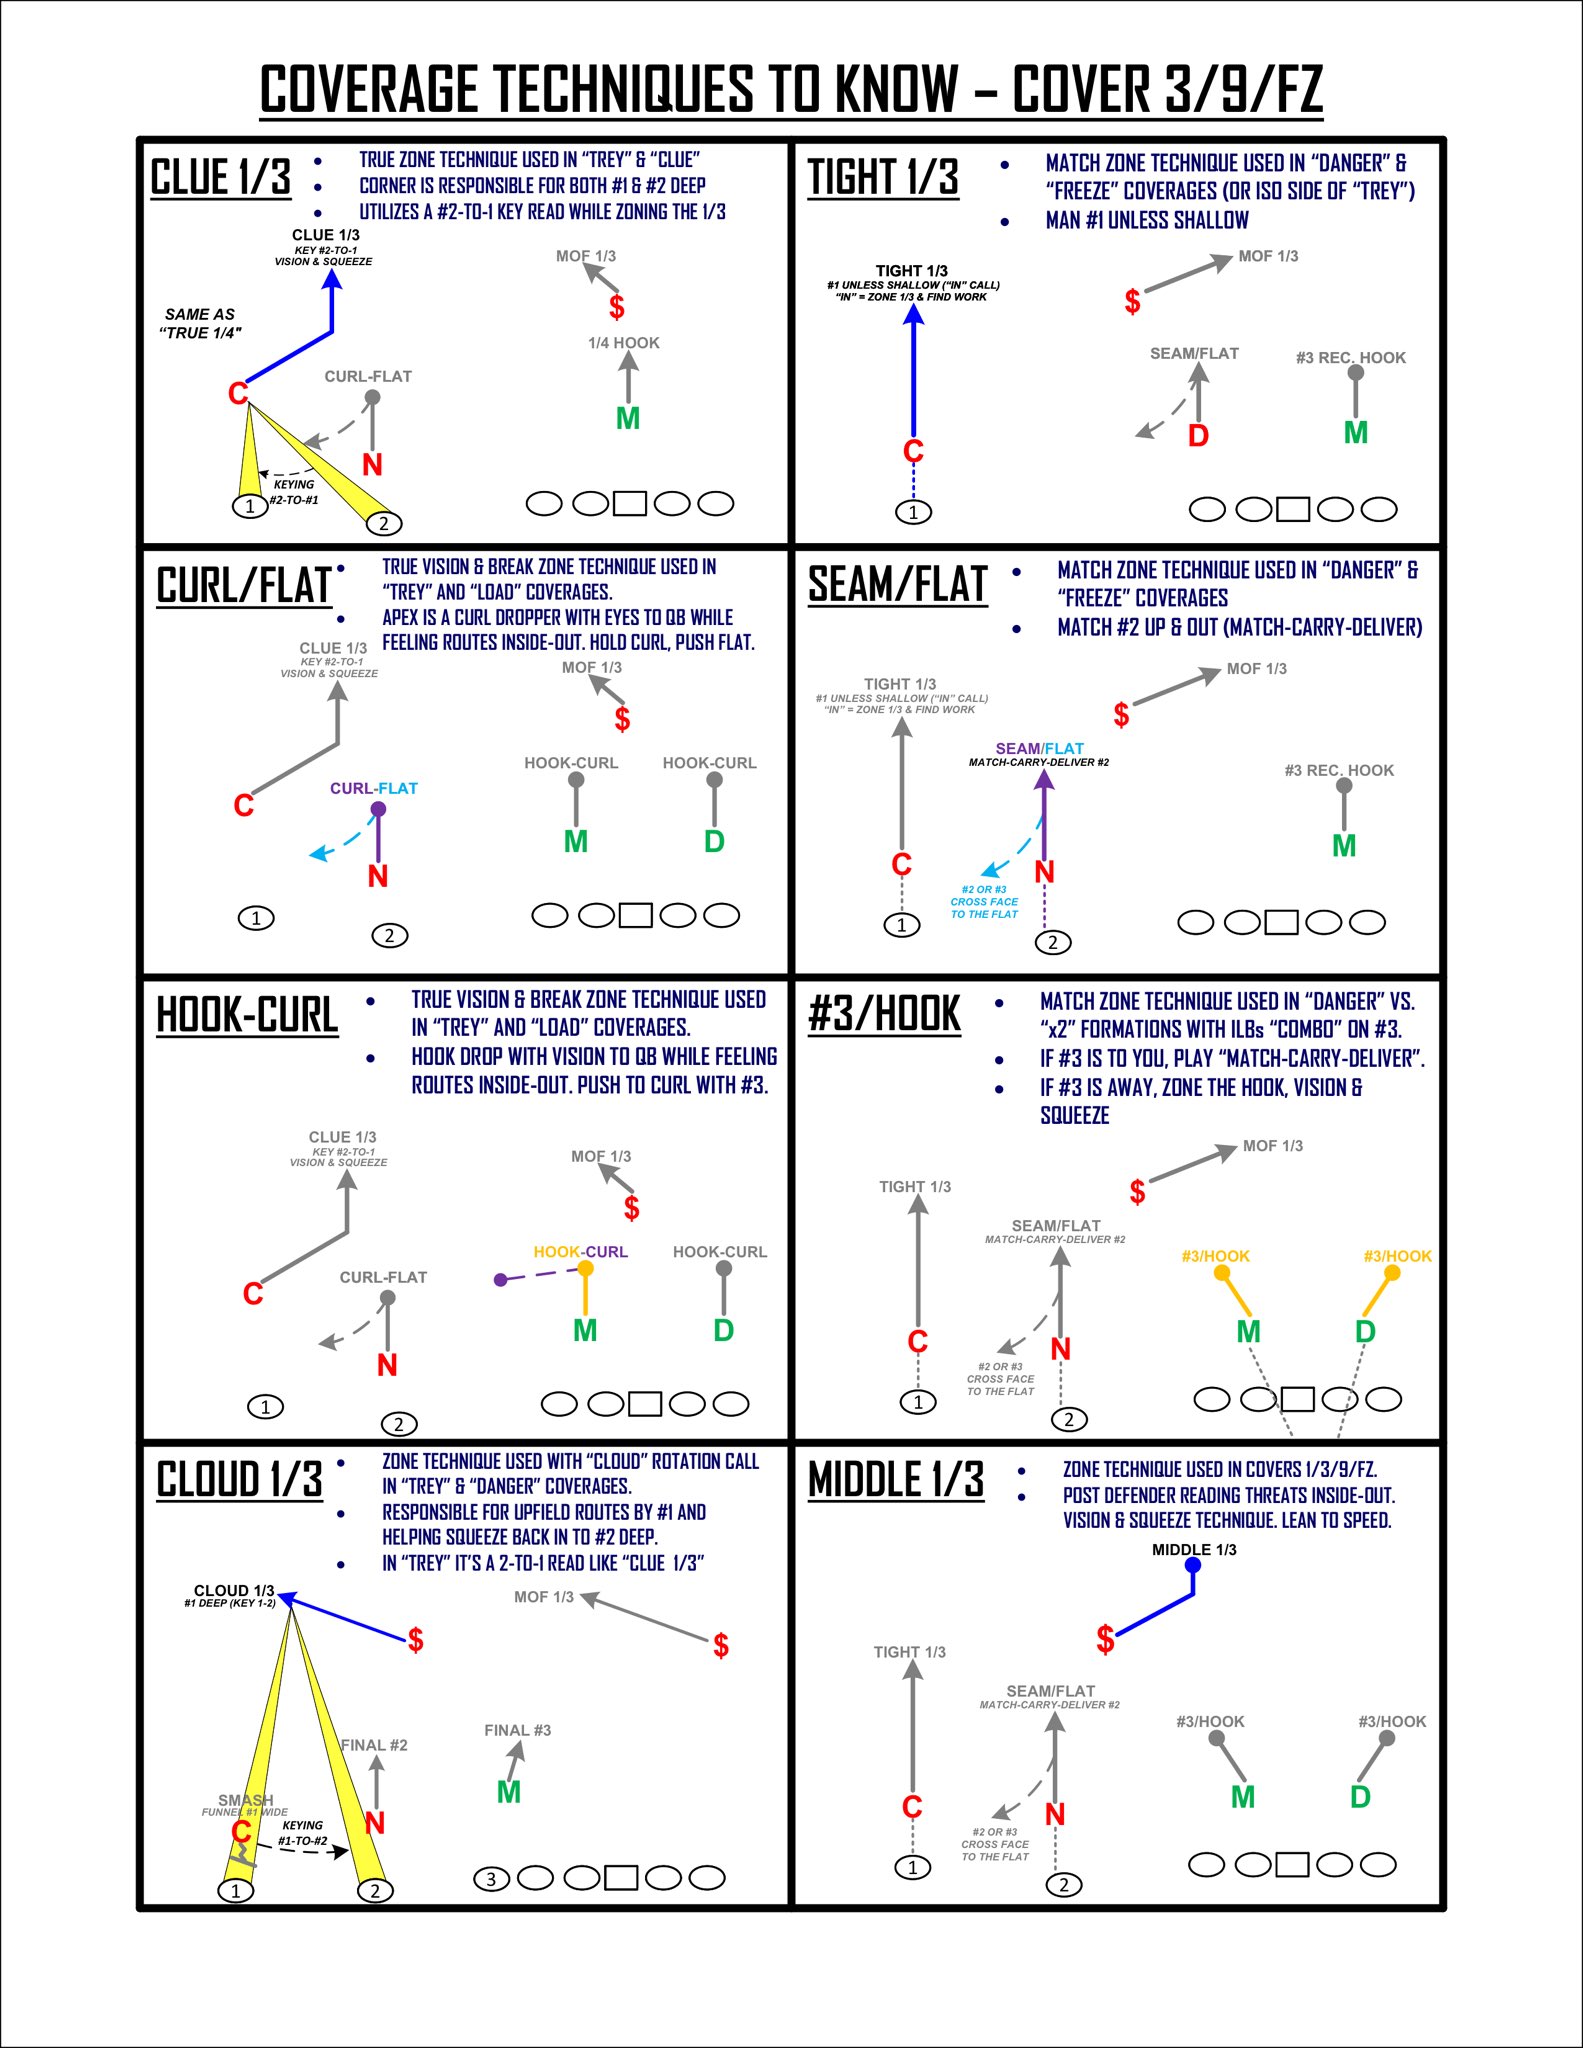 COVERAGE TECHNIQUES TO KNOW – COVER 3/9/FZ
CLUE 1/3
• TRUE ZONE TECHNIQUE USED IN “TREY” & “CLUE”
• CORNER IS RESPONSIBLE FOR BOTH #1 & #2 DEEP
• UTILIZES A #2-TO-1 KEY READ WHILE ZONING THE 1/3
CLUE 1/3
KEY #2-TO-1
VISION & SQUEEZE
SAME AS
“TRUE 1/4"
MOF 1/3
$
1/4 HOOK
M
CURL-FLAT
C
N
KEYING
#2-TO-#1
1
2
TIGHT 1/3
• MATCH ZONE TECHNIQUE USED IN “DANGER” &
“FREEZE” COVERAGES (OR ISO SIDE OF “TREY”)
• MAN #1 UNLESS SHALLOW
TIGHT 1/3
#1 UNLESS SHALLOW (“IN” CALL)
“IN” = ZONE 1/3 & FIND WORK
MOF 1/3
$
SEAM/FLAT
#3 REC. HOOK
C
D
M
1
CURL/FLAT
• TRUE VISION & BREAK ZONE TECHNIQUE USED IN
“TREY” AND “LOAD” COVERAGES.
• APEX IS A CURL DROPPER WITH EYES TO QB WHILE
FEELING ROUTES INSIDE-OUT. HOLD CURL, PUSH FLAT.
CLUE 1/3
KEY #2-TO-1
VISION & SQUEEZE
MOF 1/3
$
HOOK-CURL
HOOK-CURL
CURL-FLAT
C
M
D
N
1
2
SEAM/FLAT
• MATCH ZONE TECHNIQUE USED IN “DANGER” &
“FREEZE” COVERAGES
• MATCH #2 UP & OUT (MATCH-CARRY-DELIVER)
TIGHT 1/3
#1 UNLESS SHALLOW (“IN” CALL)
“IN” = ZONE 1/3 & FIND WORK
MOF 1/3
$
SEAM/FLAT
MATCH-CARRY-DELIVER #2
#3 REC. HOOK
C
N
M
#2 OR #3
CROSS FACE
TO THE FLAT
1
2
HOOK-CURL
• TRUE VISION & BREAK ZONE TECHNIQUE USED
IN “TREY” AND “LOAD” COVERAGES.
• HOOK DROP WITH VISION TO QB WHILE FEELING
ROUTES INSIDE-OUT. PUSH TO CURL WITH #3.
CLUE 1/3
KEY #2-TO-1
VISION & SQUEEZE
MOF 1/3
$
HOOK-CURL
HOOK-CURL
CURL-FLAT
C
M
D
N
1
2
#3/HOOK
• MATCH ZONE TECHNIQUE USED IN “DANGER” VS.
“x2” FORMATIONS WITH ILBs “COMBO” ON #3.
• IF #3 IS TO YOU, PLAY “MATCH-CARRY-DELIVER”.
• IF #3 IS AWAY, ZONE THE HOOK, VISION &
SQUEEZE
MOF 1/3
$
TIGHT 1/3
SEAM/FLAT
MATCH-CARRY-DELIVER #2
#3/HOOK
#3/HOOK
C
N
M
D
#2 OR #3
CROSS FACE
TO THE FLAT
1
2
CLOUD 1/3
• ZONE TECHNIQUE USED WITH “CLOUD” ROTATION CALL
IN “TREY” & “DANGER” COVERAGES.
• RESPONSIBLE FOR UPFIELD ROUTES BY #1 AND
HELPING SQUEEZE BACK IN TO #2 DEEP.
• IN “TREY” IT’S A 2-TO-1 READ LIKE “CLUE 1/3”
CLOUD 1/3
#1 DEEP (KEY 1-2)
$
MOF 1/3
$
FINAL #2
FINAL #3
M
SMASH
FUNNEL #1 WIDE
C
N
KEYING
#1-TO-#2
1
2
3
MIDDLE 1/3
• ZONE TECHNIQUE USED IN COVERS 1/3/9/FZ.
• POST DEFENDER READING THREATS INSIDE-OUT.
VISION & SQUEEZE TECHNIQUE. LEAN TO SPEED.
MIDDLE 1/3
$
TIGHT 1/3
SEAM/FLAT
MATCH-CARRY-DELIVER #2
#3/HOOK
#3/HOOK
C
N
M
D
#2 OR #3
CROSS FACE
TO THE FLAT
1
2